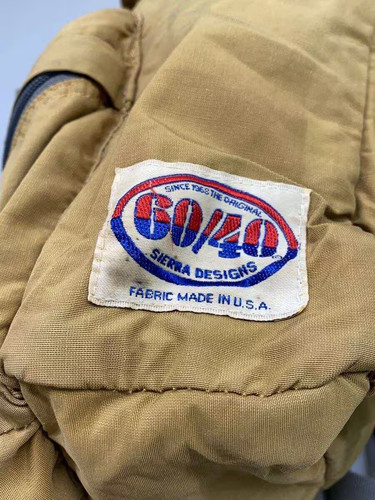 SINCE 1968 THE ORIGINAL
60/40
SIERRA DESIGNS
FABRIC MADE IN U.S.A.